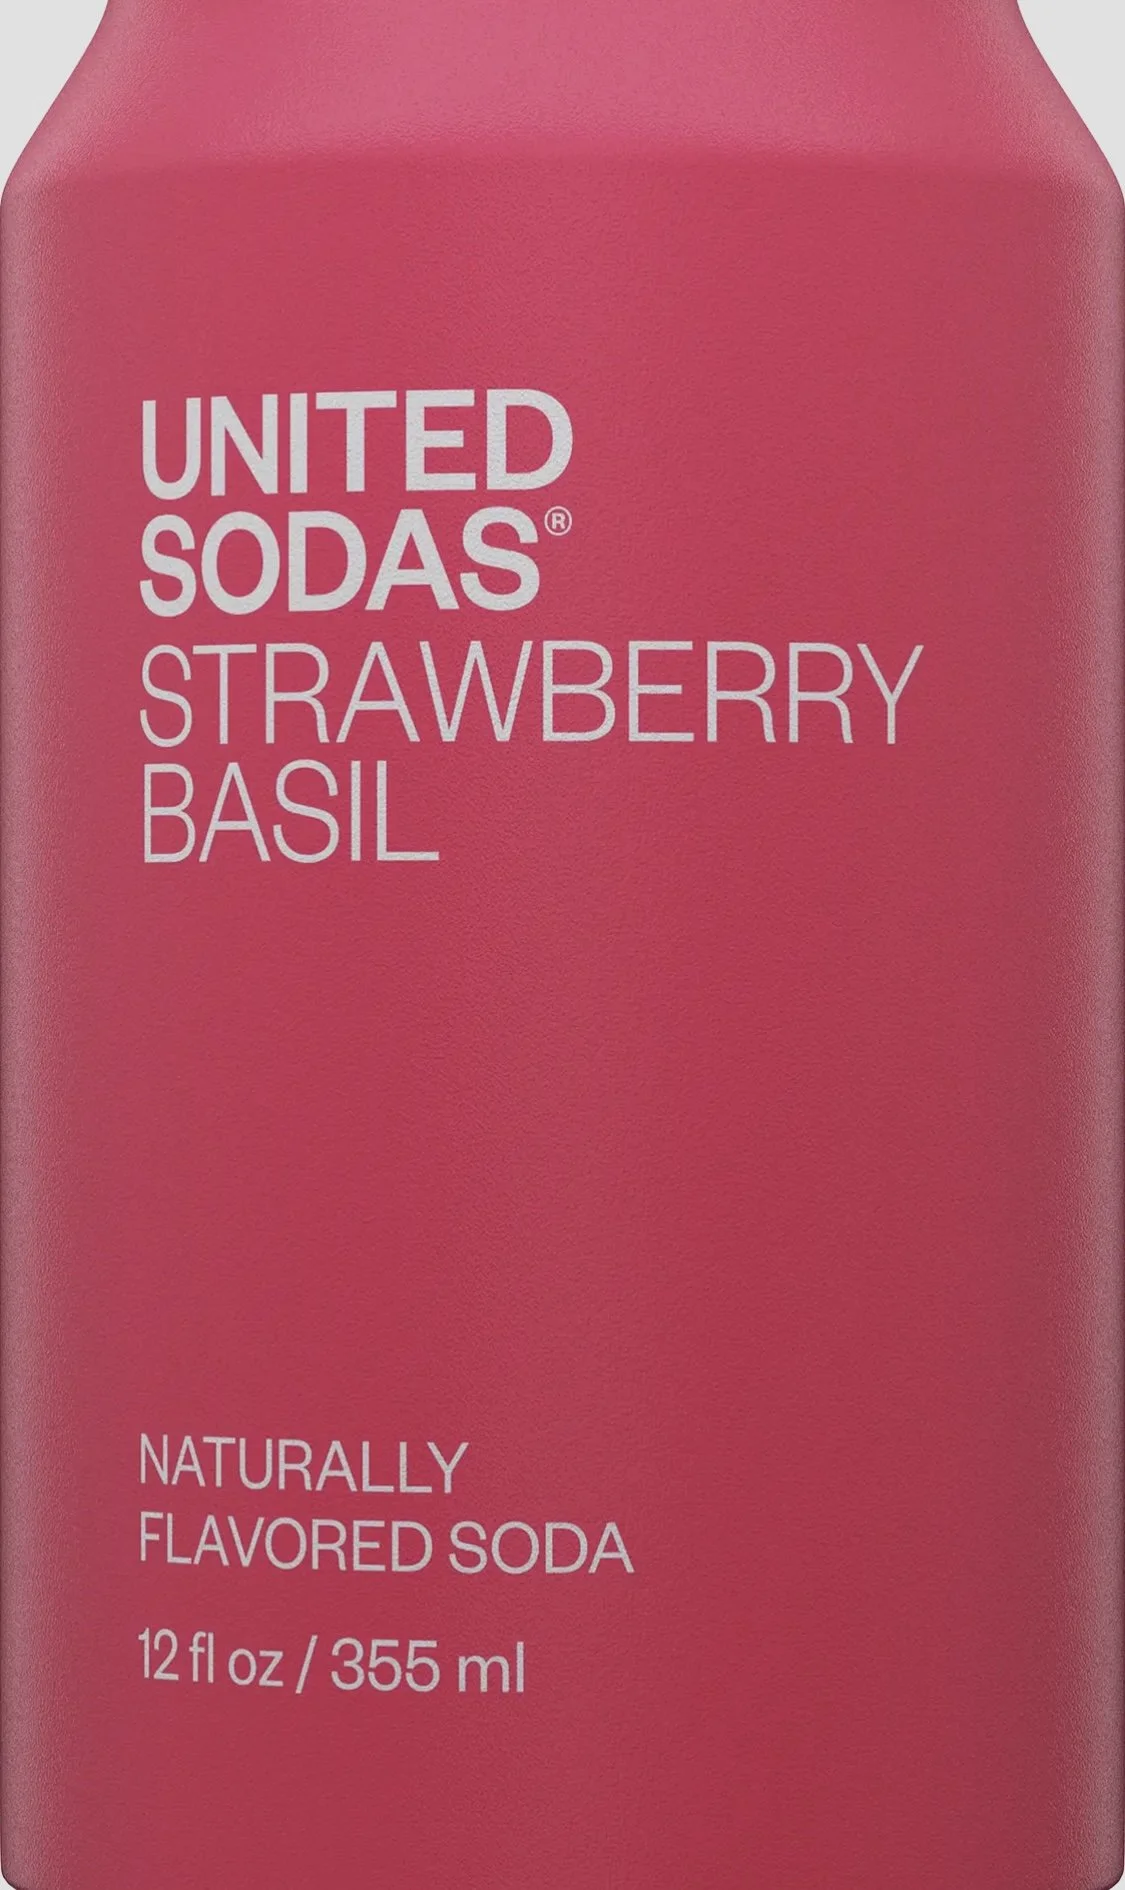 UNITED
SODAS®
STRAWBERRY
BASIL
NATURALLY
FLAVORED SODA
12 fl oz / 355 ml